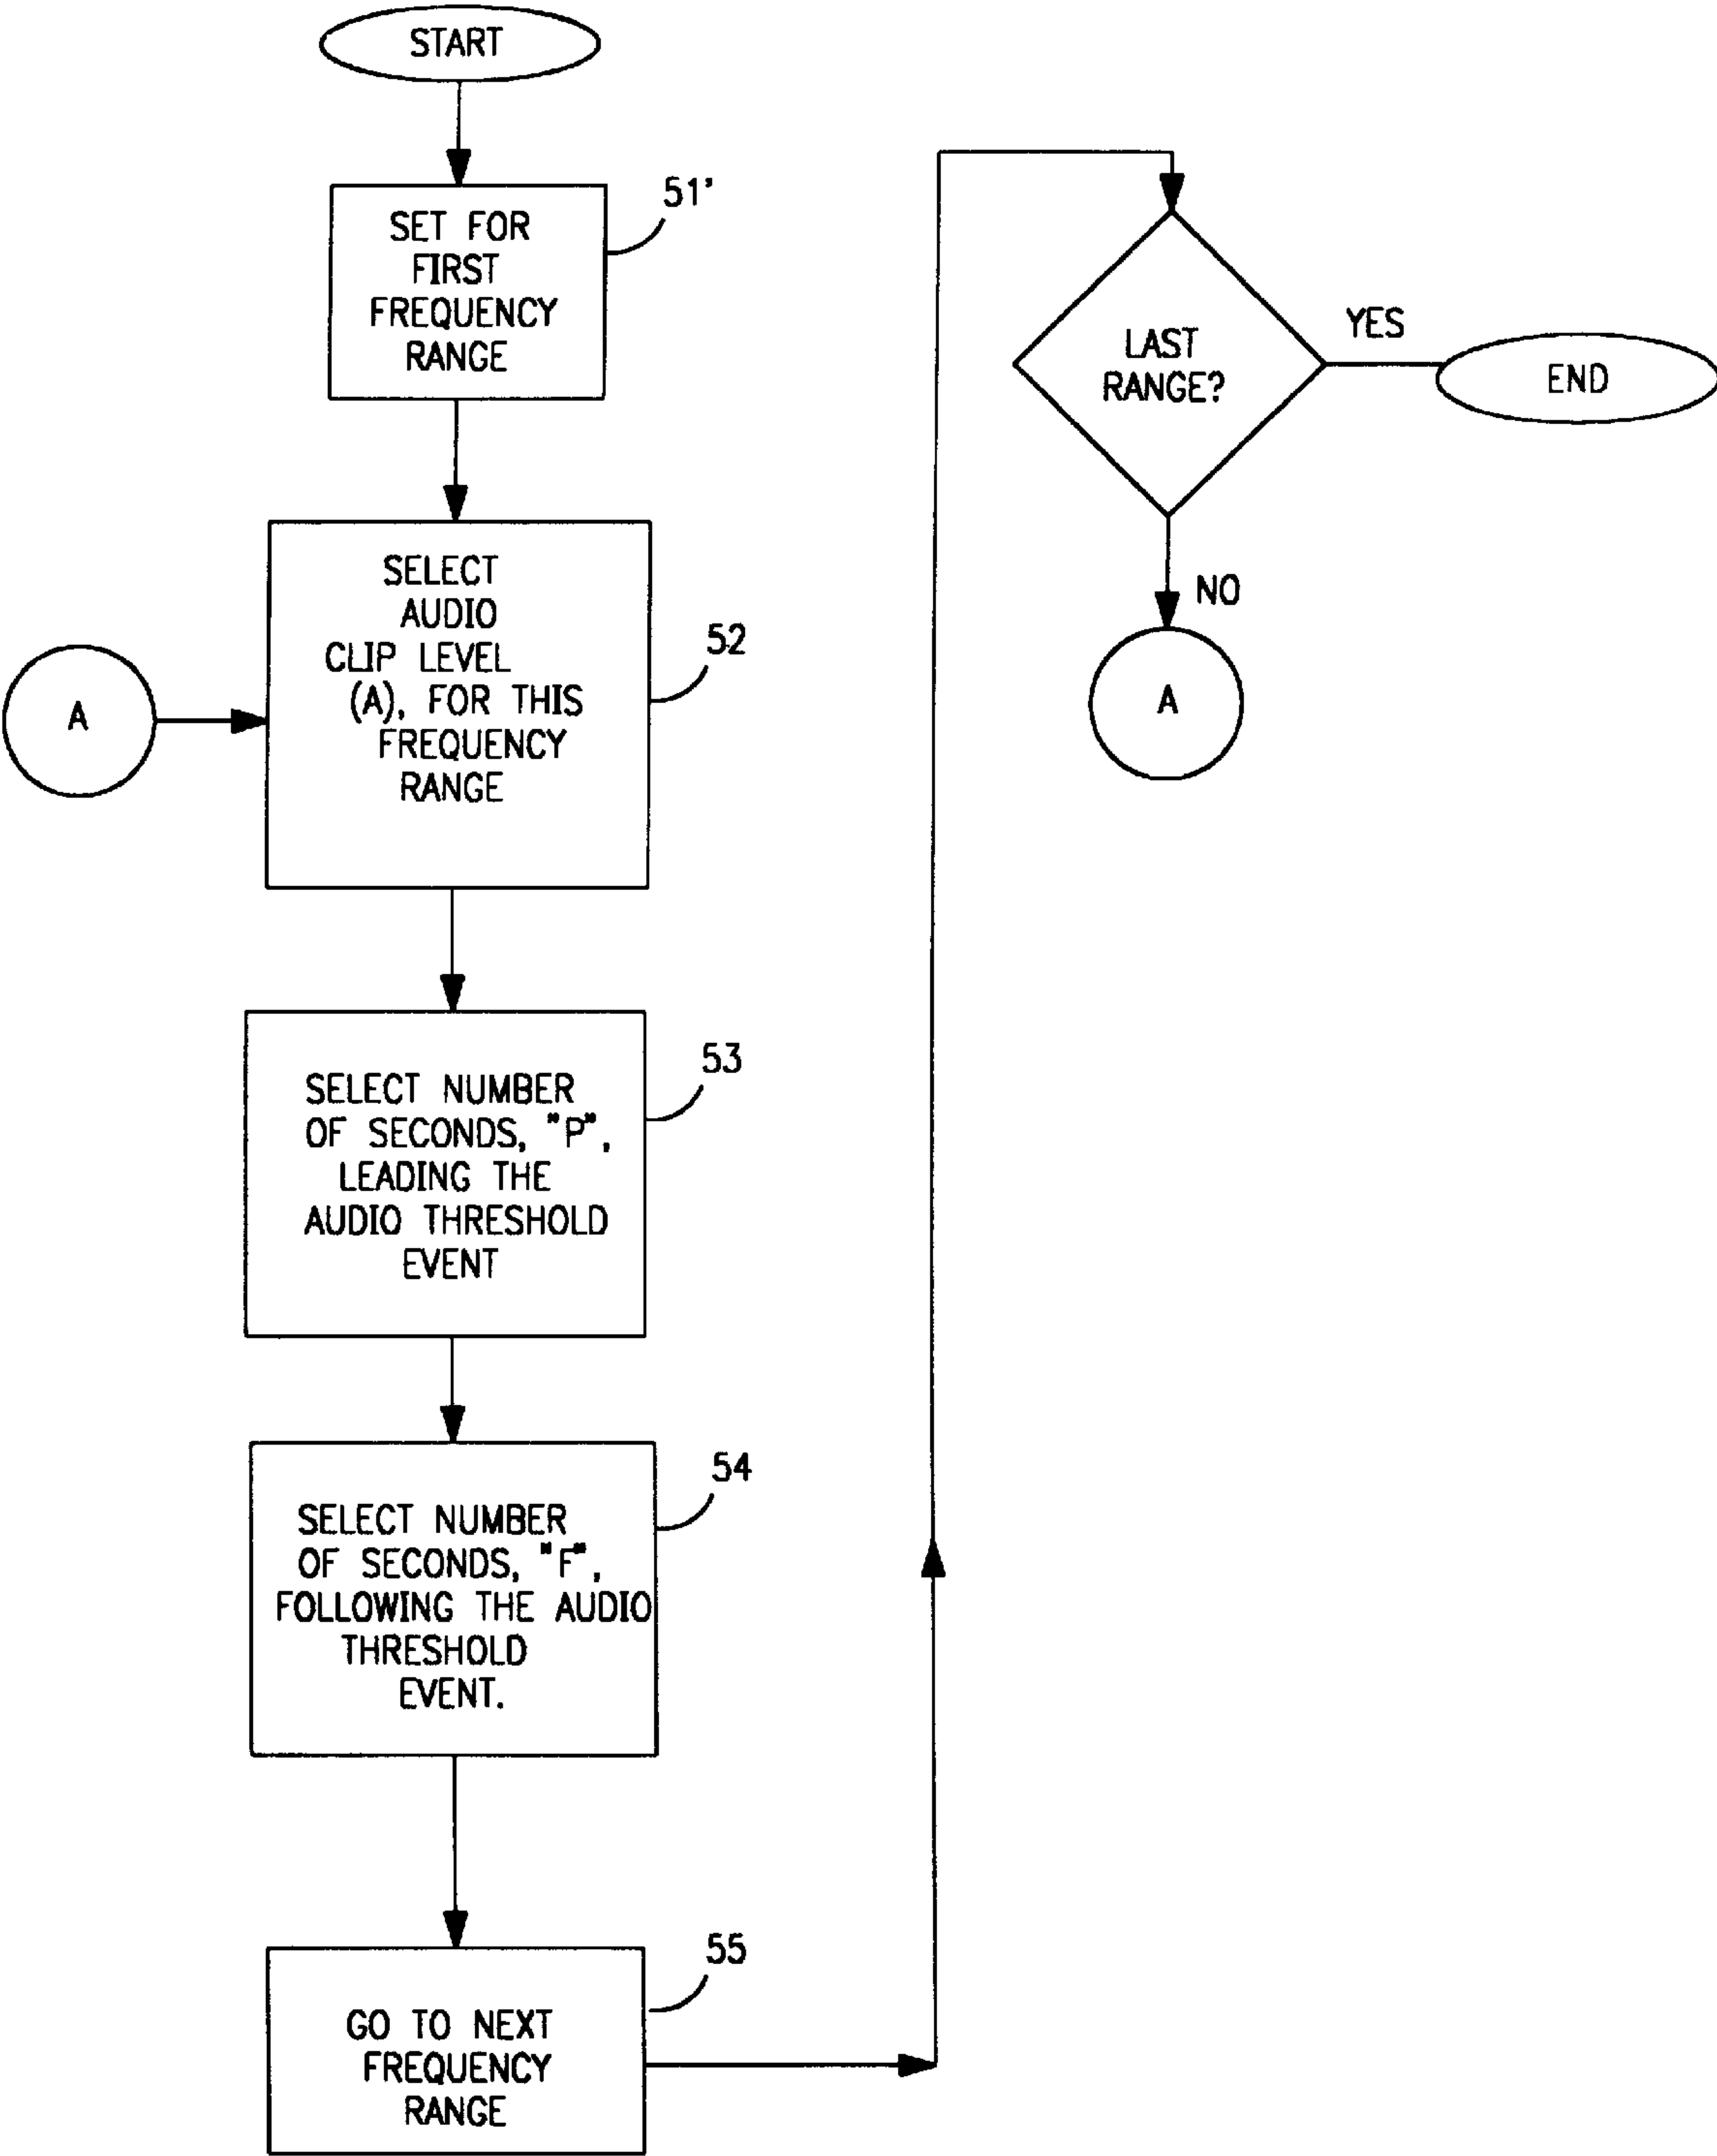 START
51'
SET FOR
FIRST
FREQUENCY
RANGE
52
SELECT
AUDIO
CLIP LEVEL
(A), FOR THIS
FREQUENCY
RANGE
A
53
SELECT NUMBER
OF SECONDS, "P",
LEADING THE
AUDIO THRESHOLD
EVENT
54
SELECT NUMBER
OF SECONDS, "F",
FOLLOWING THE AUDIO
THRESHOLD
EVENT.
55
GO TO NEXT
FREQUENCY
RANGE
LAST
RANGE?
YES
END
NO
A